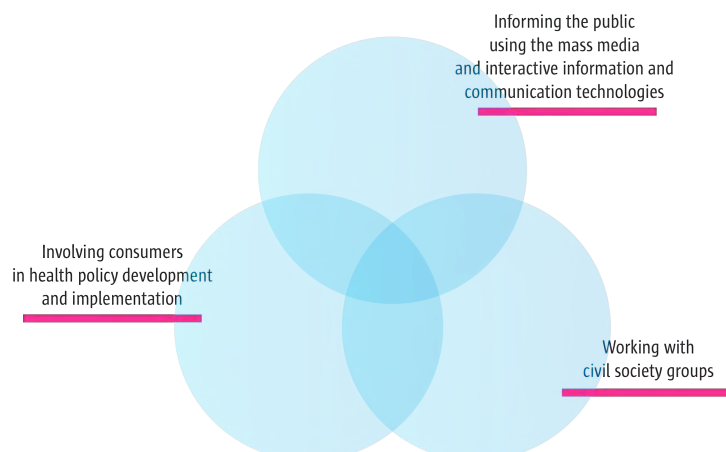 Informing the public
using the mass media
and interactive information and
communication technologies
Involving consumers
in health policy development
and implementation
Working with
civil society groups